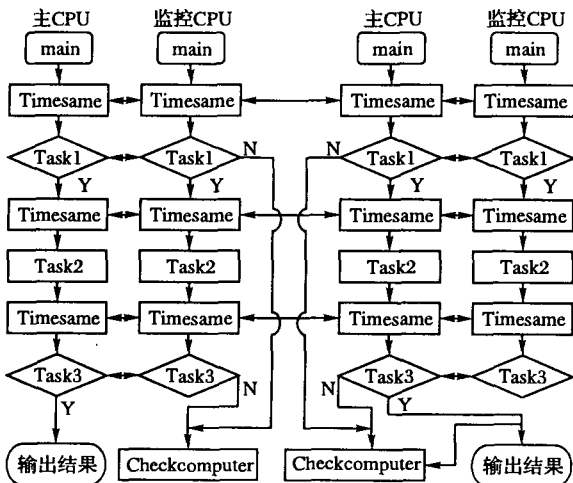 主CPU 监控CPU 主CPU 监控CPU
main main main main
Timesame Timesame Timesame Timesame
N N
Task1 Task1 Task1 Task1
Y Y Y Y
Timesame Timesame Timesame Timesame
Task2 Task2 Task2 Task2
Timesame Timesame Timesame Timesame
Task3 Task3 Task3 Task3
Y N N Y
输出结果 Checkcomputer Checkcomputer 输出结果